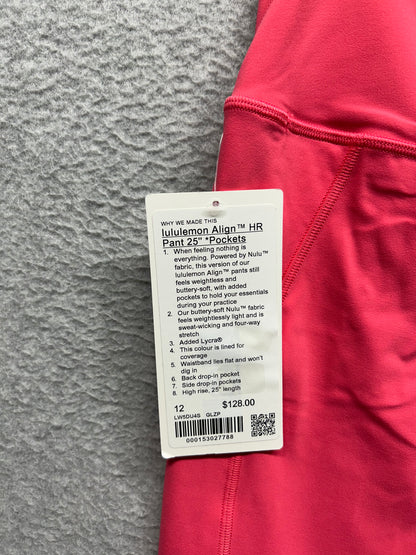 WHY WE MADE THIS
lululemon Align™ HR
Pant 25" *Pockets
1. When feeling nothing is
everything. Powered by Nulu™
fabric, this version of our
lululemon Align™ pants still
feels weightless and
buttery-soft, with added
pockets to hold your essentials
during your practice
2. Our buttery-soft Nulu™ fabric
feels weightlessly light and is
sweat-wicking and four-way
stretch
3. Added Lycra®
4. This colour is lined for
coverage
5. Waistband lies flat and won't
dig in
6. Back drop-in pocket
7. Side drop-in pockets
8. High rise, 25" length
12 $128.00
LW5DU4S GLZP
000153027788